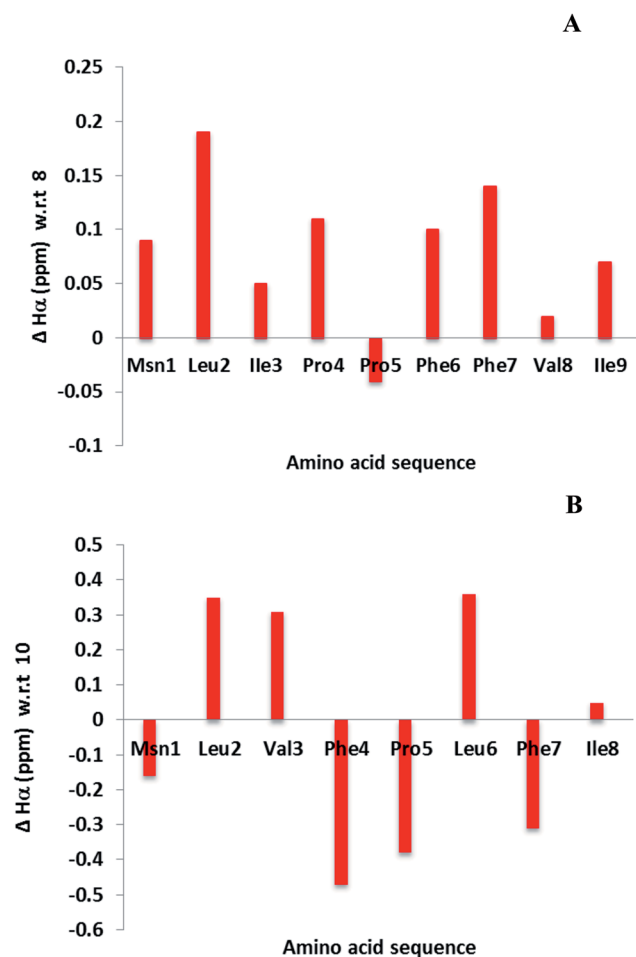 A
0.25
0.2
0.15
0.1
0.05
0
-0.05
-0.1
Δ Hα (ppm) w.r.t 8
Msn1 Leu2 Ile3 Pro4 Pro5 Phe6 Phe7 Val8 Ile9
Amino acid sequence
B
0.5
0.4
0.3
0.2
0.1
0
-0.1
-0.2
-0.3
-0.4
-0.5
-0.6
Δ Hα (ppm) w.r.t 10
Msn1 Leu2 Val3 Phe4 Pro5 Leu6 Phe7 Ile8
Amino acid sequence